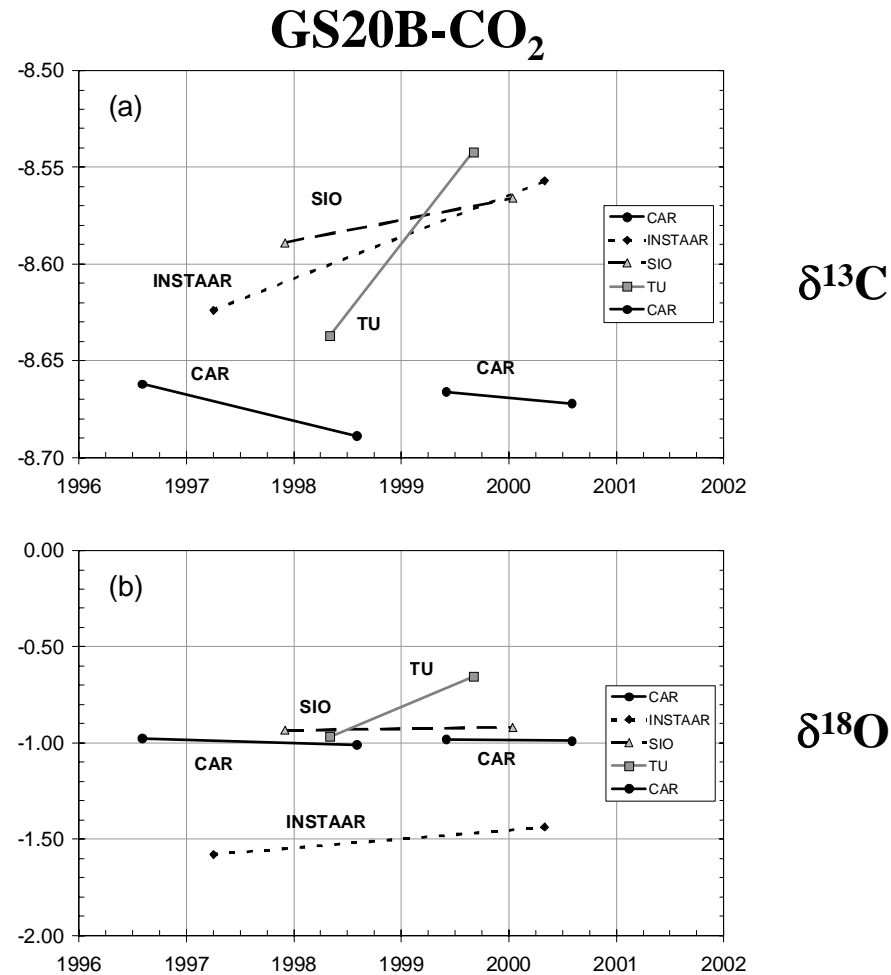 GS20B-CO₂
-8.50
(a)
-8.55
SIO
-8.60
INSTAAR
TU
-8.65
CAR
CAR
-8.70
1996 1997 1998 1999 2000 2001 2002
CAR
INSTAAR
SIO
TU
CAR
δ¹³C
0.00
(b)
-0.50
TU
SIO
-1.00
CAR
CAR
INSTAAR
-1.50
-2.00
1996 1997 1998 1999 2000 2001 2002
CAR
INSTAAR
SIO
TU
CAR
δ¹⁸O